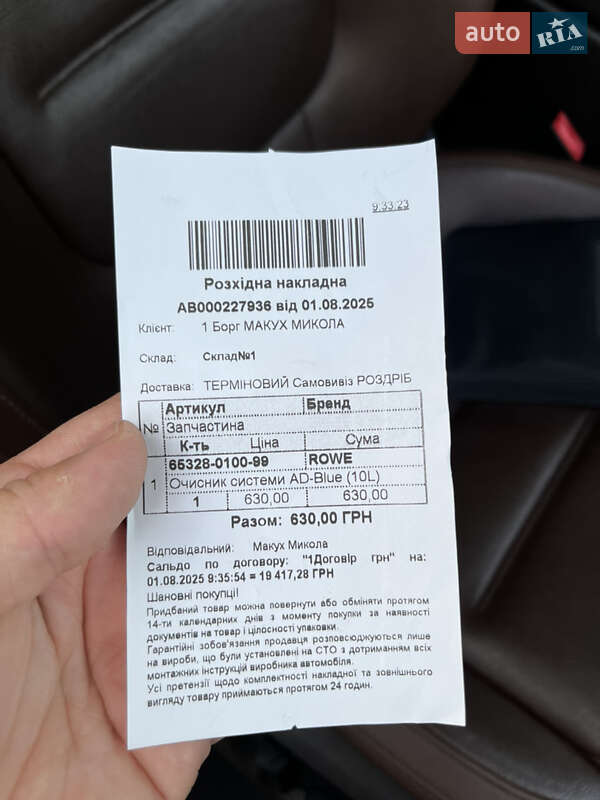 auto RIA .com
9:33:23
Розхідна накладна
АВ000227936 від 01.08.2025
Клієнт: 1 Борг МАКУХ МИКОЛА
Склад: Склад№1
Доставка: ТЕРМІНОВИЙ Самовивіз РОЗДРІБ
Артикул Бренд
№ Запчастина
К-ть Ціна Сума
65328-0100-99 ROWE
1 Очисник системи AD-Blue (10L)
1 630,00 630,00
Разом: 630,00 ГРН
Відповідальний: Макух Микола
Сальдо по договору: "1Договір грн" на:
01.08.2025 9:35:54 = 19 417,28 ГРН
Шановні покупці!
Придбаний товар можна повернути або обміняти протягом
14-ти календарних днів з моменту покупки за наявності
документів на товар і цілосності упаковки.
Гарантійні зобов'язання продавця розповсюджуються лише
на вироби, що були установлені на СТО з дотриманням всіх
монтажних інструкцій виробника автомобіля.
Усі претензії щодо комплектності накладної та зовнішнього
вигляду товару приймаються протягом 24 годин.